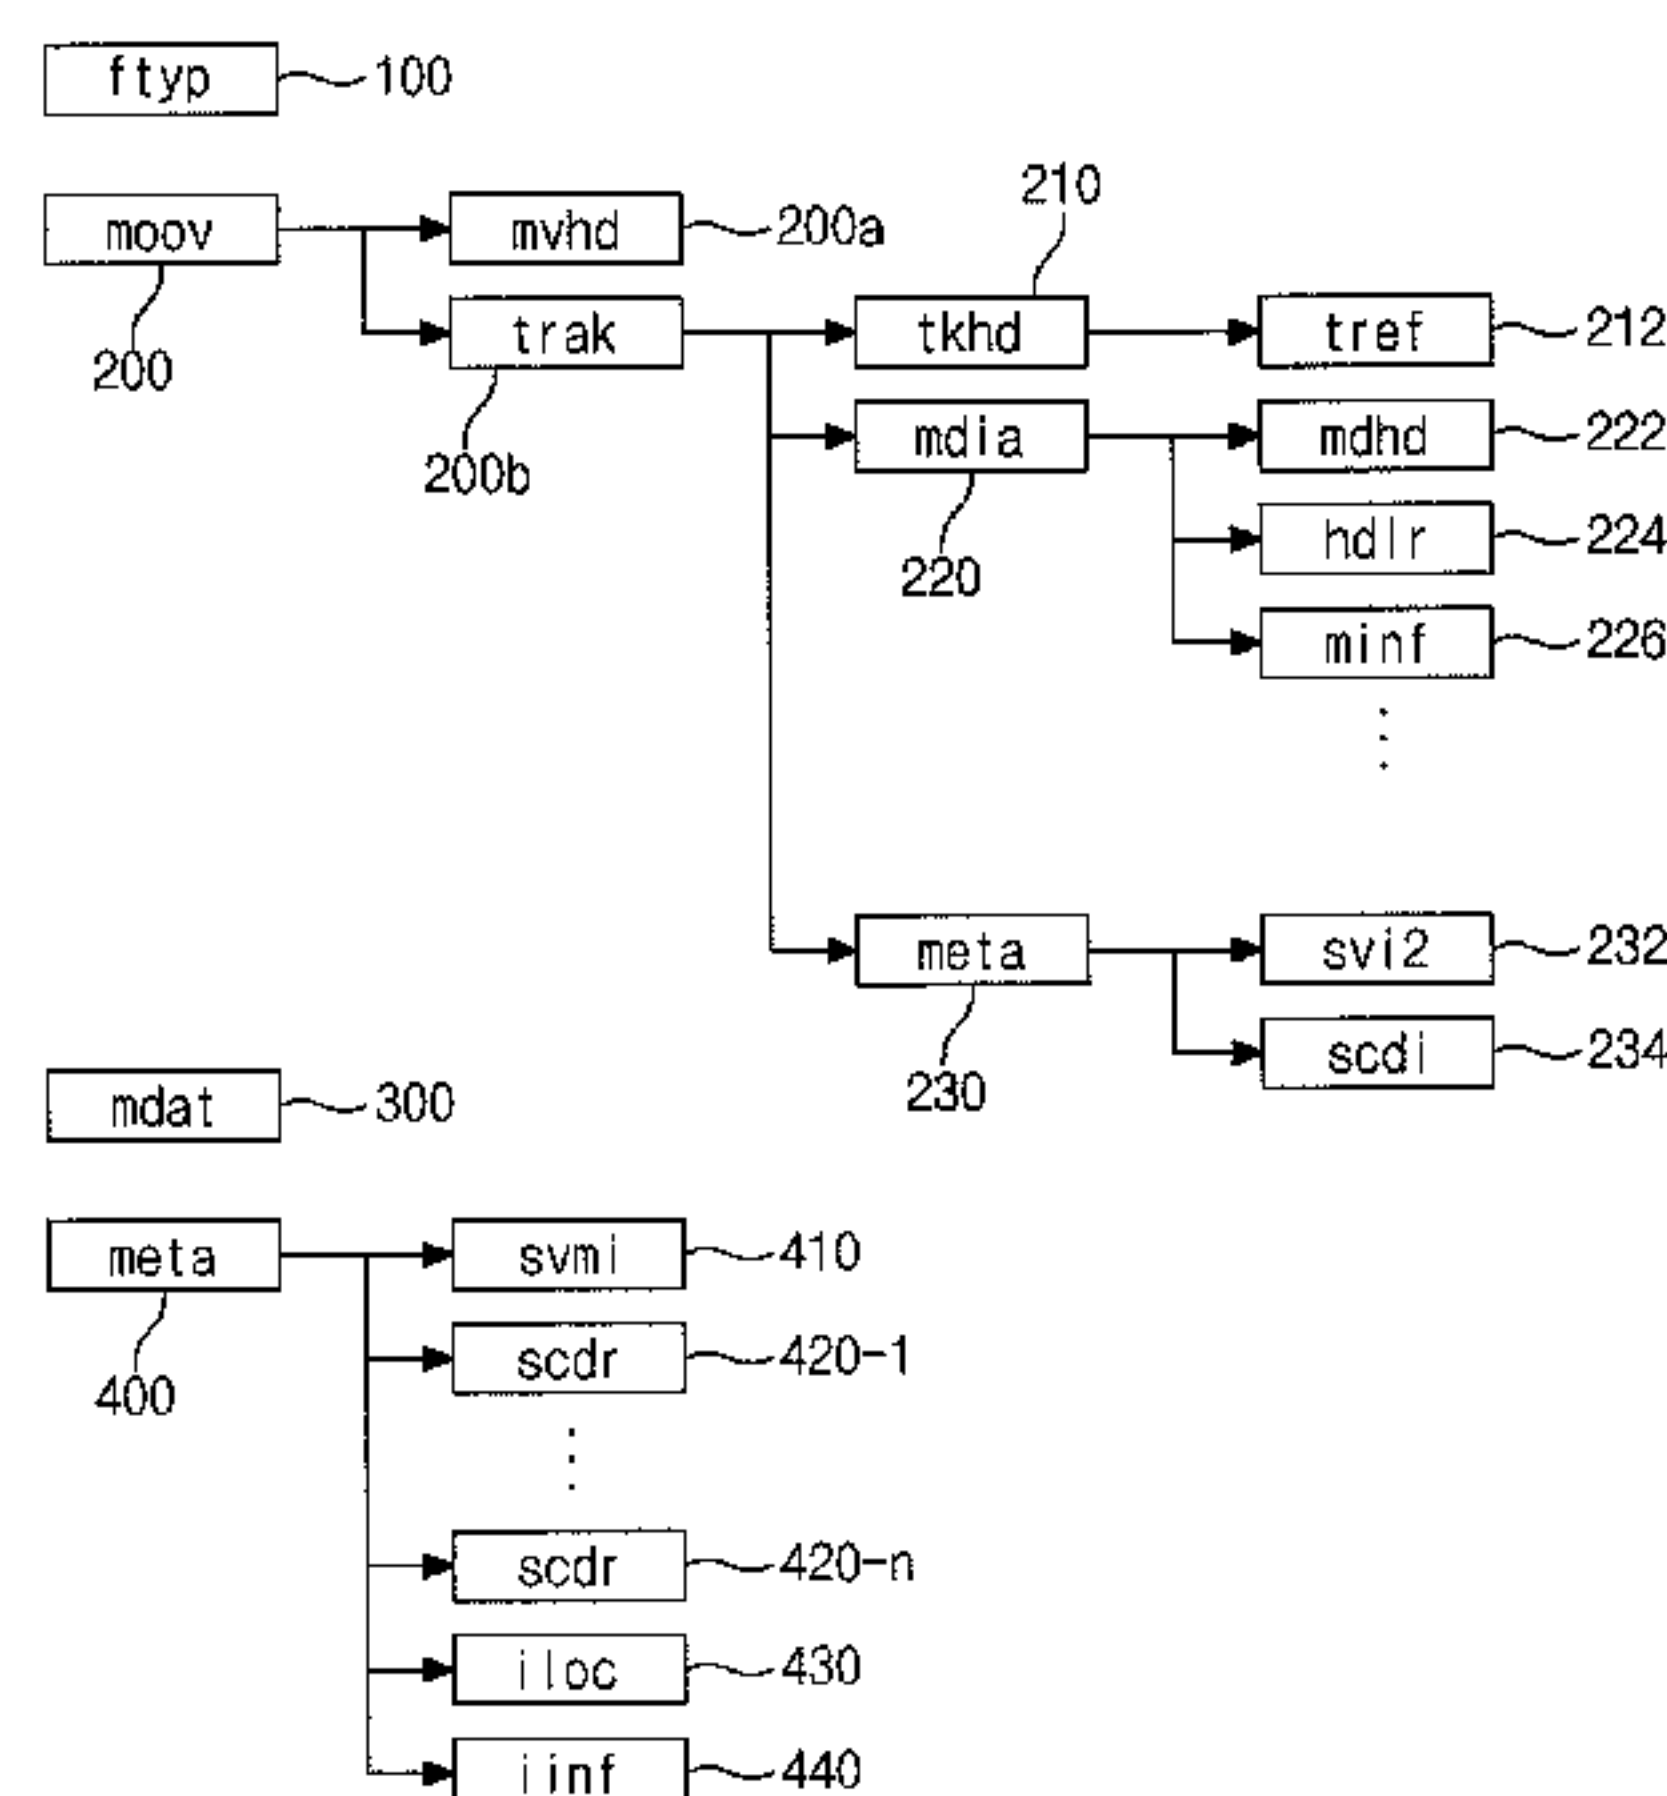 ftyp 100
210
moov mvhd 200a
trak tkhd tref 212
200
mdia mdhd 222
200b
hdlr 224
220
minf 226
meta svi2 232
scdi 234
230
mdat 300
meta svmi 410
scdr 420-1
400
scdr 420-n
iloc 430
iinf 440